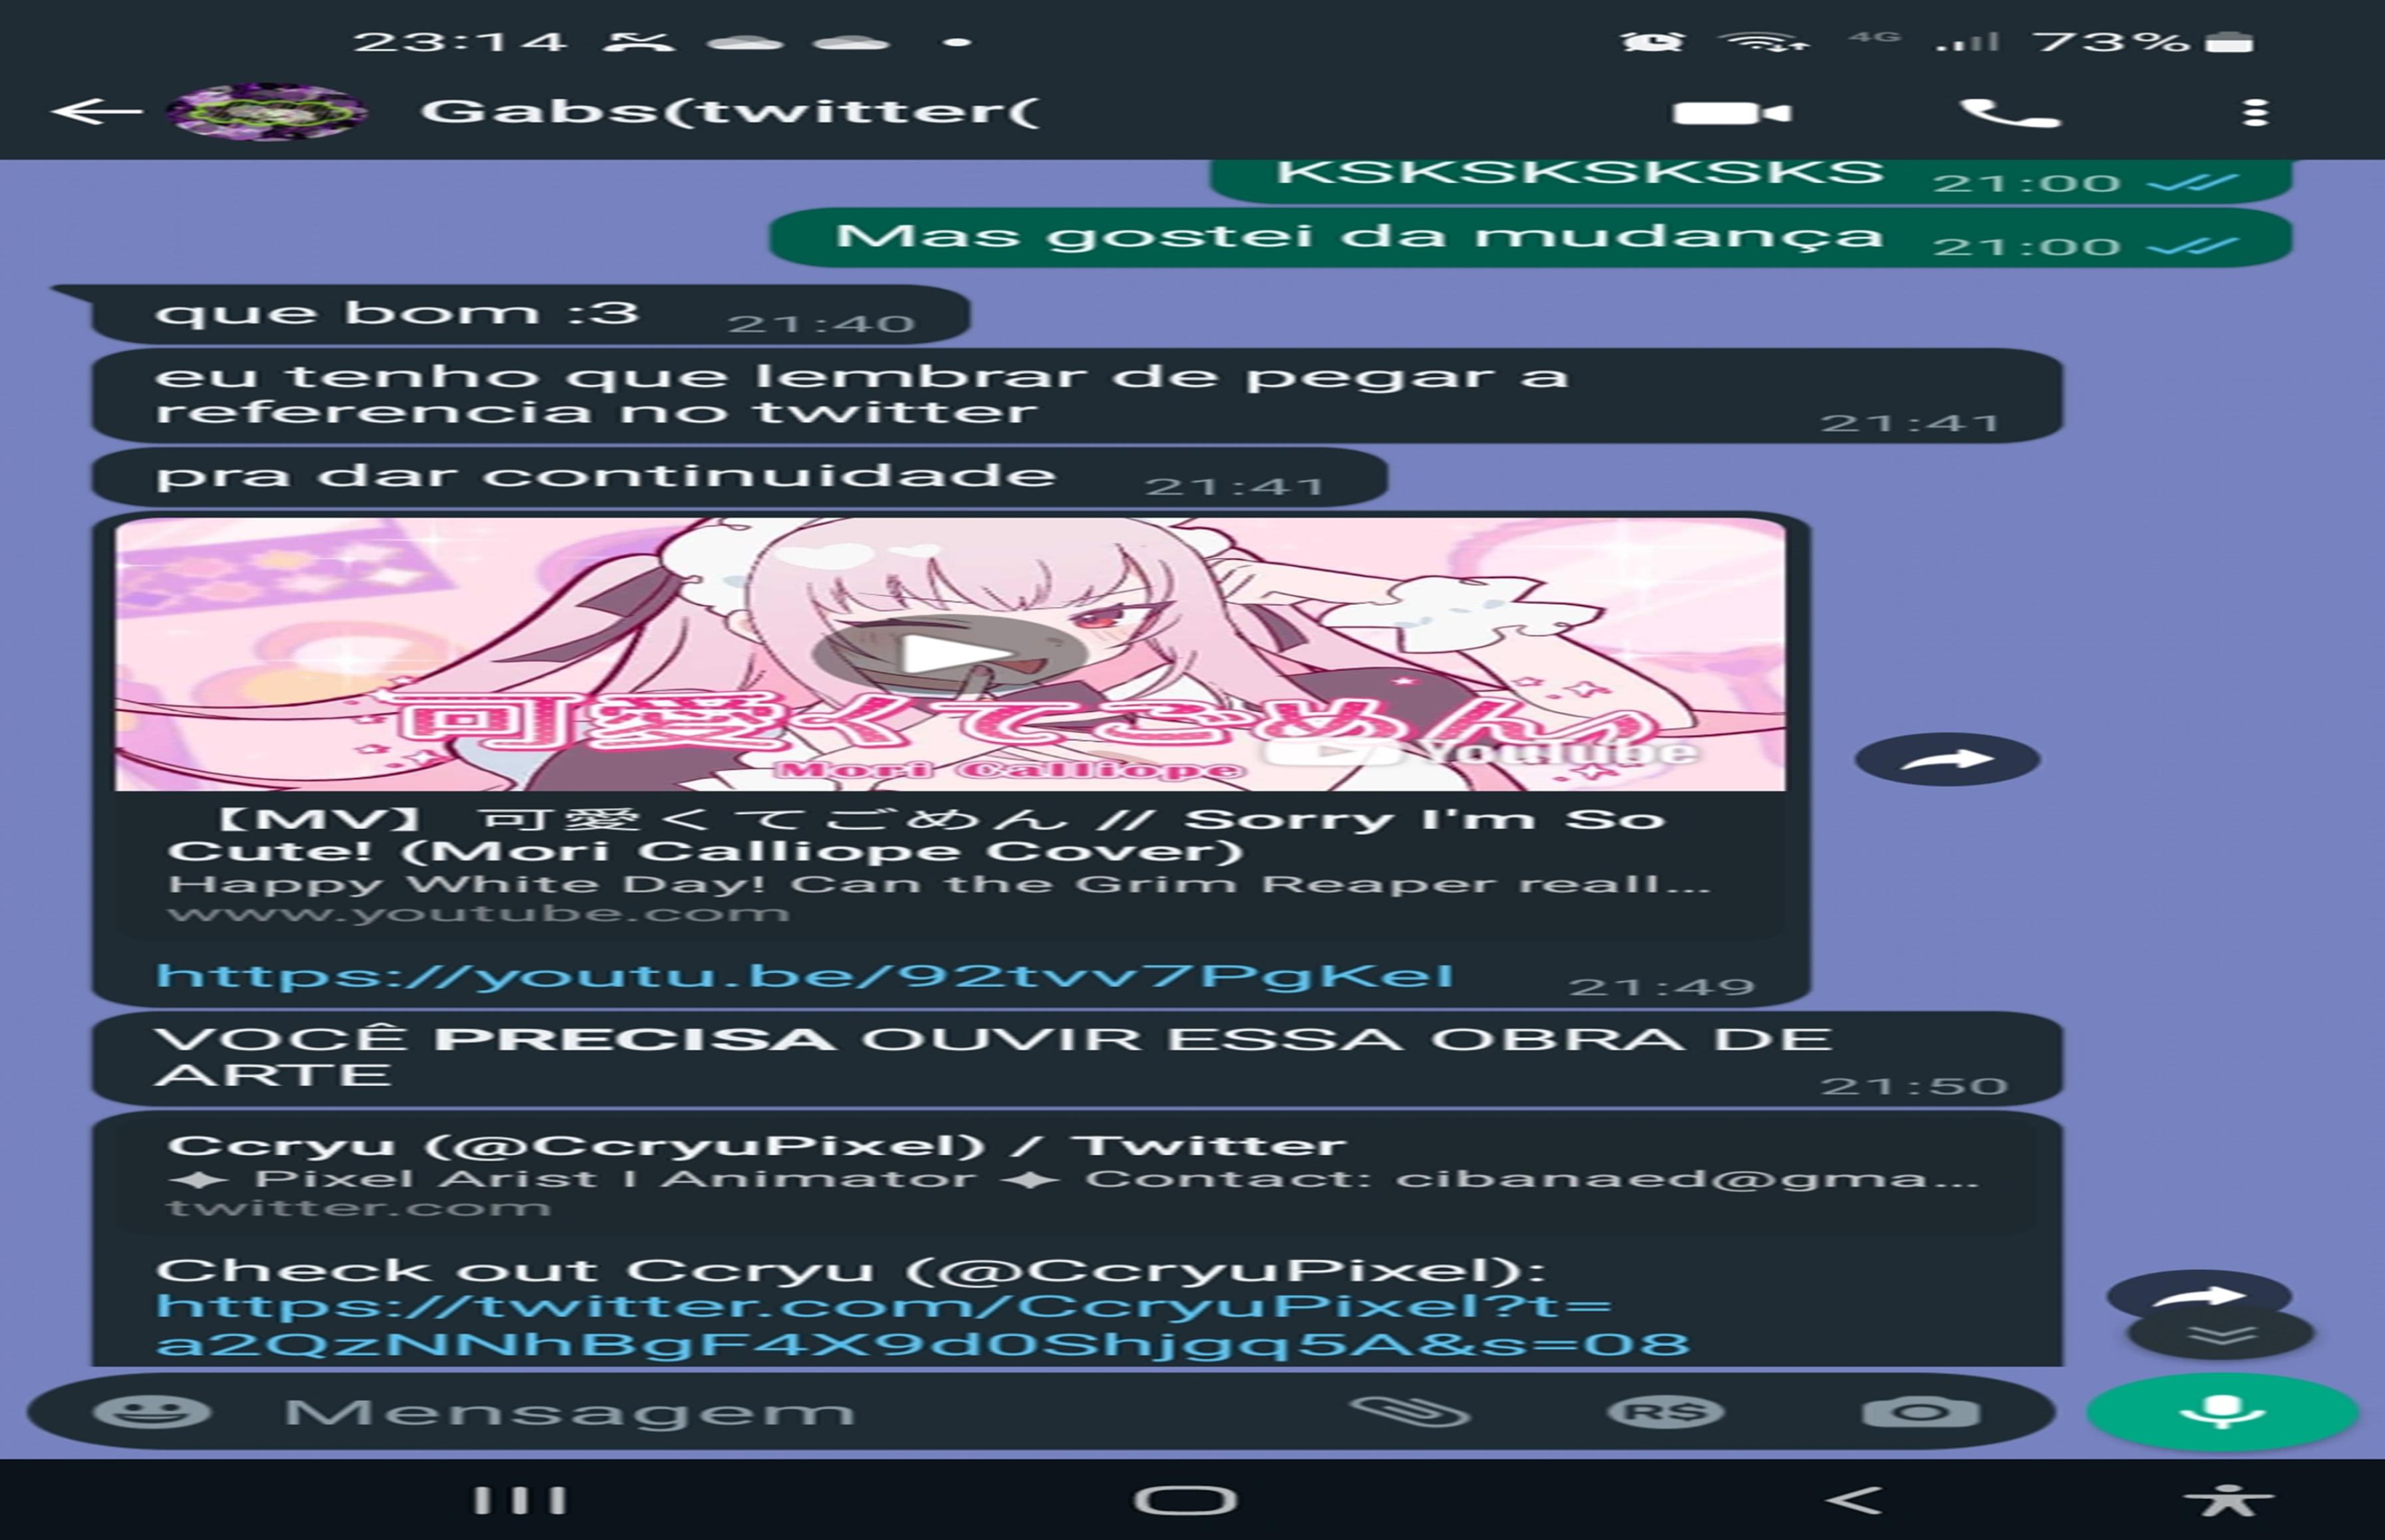 23:14
4G 73%
Gabs(twitter(
KSKSKSKSKS 21:00
Mas gostei da mudança 21:00
que bom :3 21:40
eu tenho que lembrar de pegar a
referencia no twitter 21:41
pra dar continuidade 21:41
可愛くてごめん
YouTube
Mori Calliope
【MV】 可愛くてごめん // Sorry I'm So
Cute! (Mori Calliope Cover)
Happy White Day! Can the Grim Reaper reall...
www.youtube.com
https://youtu.be/92tvv7PgKeI 21:49
VOCÊ PRECISA OUVIR ESSA OBRA DE
ARTE 21:50
Ccryu (@CcryuPixel) / Twitter
✦ Pixel Arist I Animator ✦ Contact: cibanaed@gma...
twitter.com
Check out Ccryu (@CcryuPixel):
https://twitter.com/CcryuPixel?t=
a2QzNNhBgF4X9d0Shjgq5A&s=08
Mensagem R$